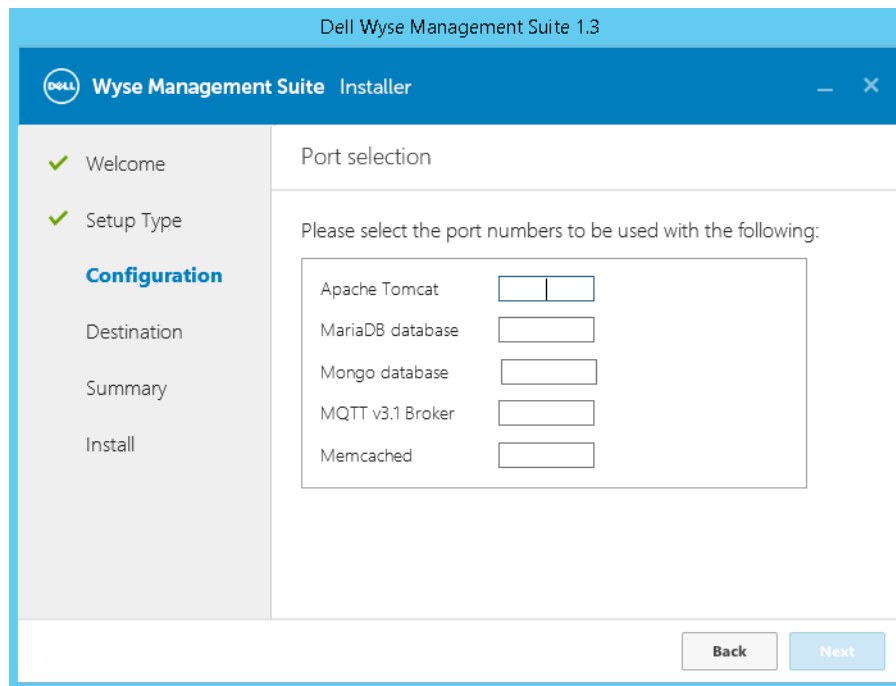 Dell Wyse Management Suite 1.3
DELL Wyse Management Suite Installer
Welcome
Setup Type
Configuration
Destination
Summary
Install
Port selection
Please select the port numbers to be used with the following:
Apache Tomcat
MariaDB database
Mongo database
MQTT v3.1 Broker
Memcached
Back Next